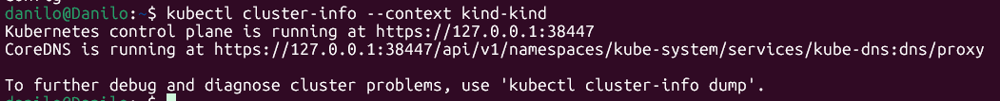 danilo@Danilo:~$ kubectl cluster-info --context kind-kind
Kubernetes control plane is running at https://127.0.0.1:38447
CoreDNS is running at https://127.0.0.1:38447/api/v1/namespaces/kube-system/services/kube-dns:dns/proxy

To further debug and diagnose cluster problems, use 'kubectl cluster-info dump'.
danilo@Danilo:~$